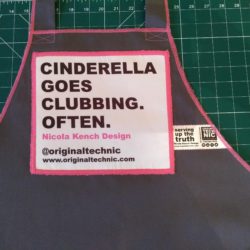 CINDERELLA
GOES
CLUBBING.
OFTEN.
Nicola Kench Design
@originaltechnic
www.originaltechnic.com
serving
up the
truth